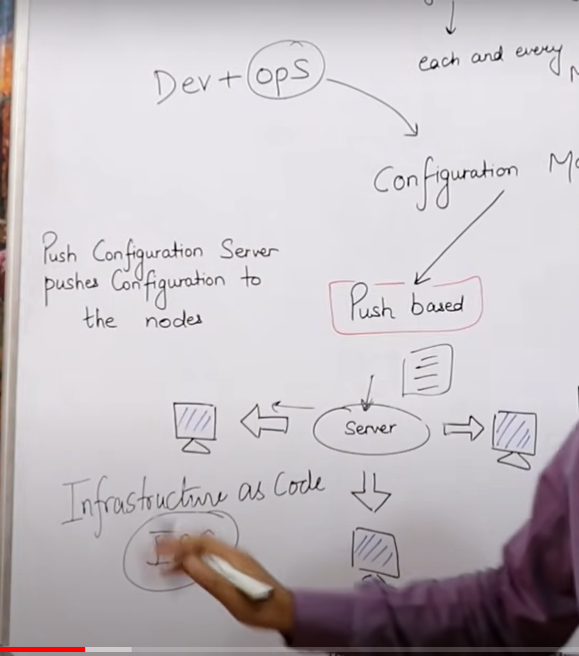 each and every
Dev + opS
Configuration
Push Configuration Server
pushes Configuration to
the nodes
Push based
Server
Infrastructure as Code